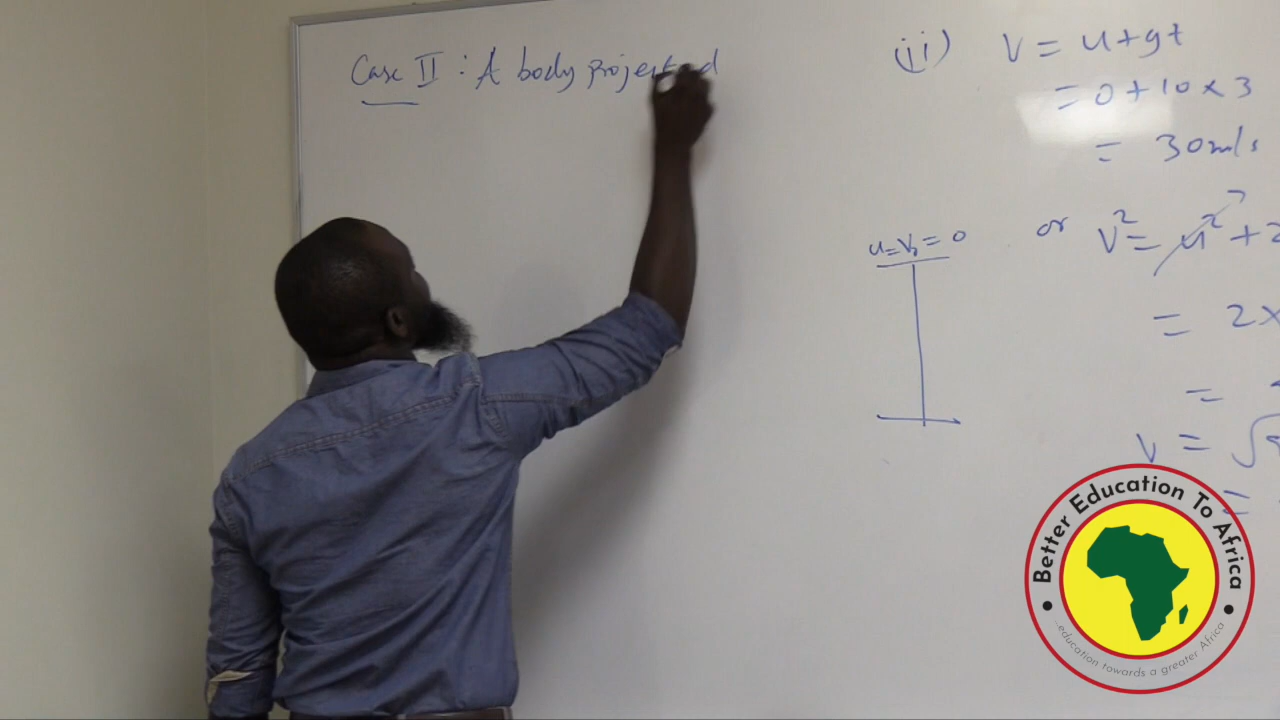 Case II : A body projected
(ii) V = u + gt
= 0 + 10 x 3
= 30m/s
u=V,= 0
or V² = u² + 2
= 2x
=
V = √
=
Better Education To Africa
...education towards a greater Africa